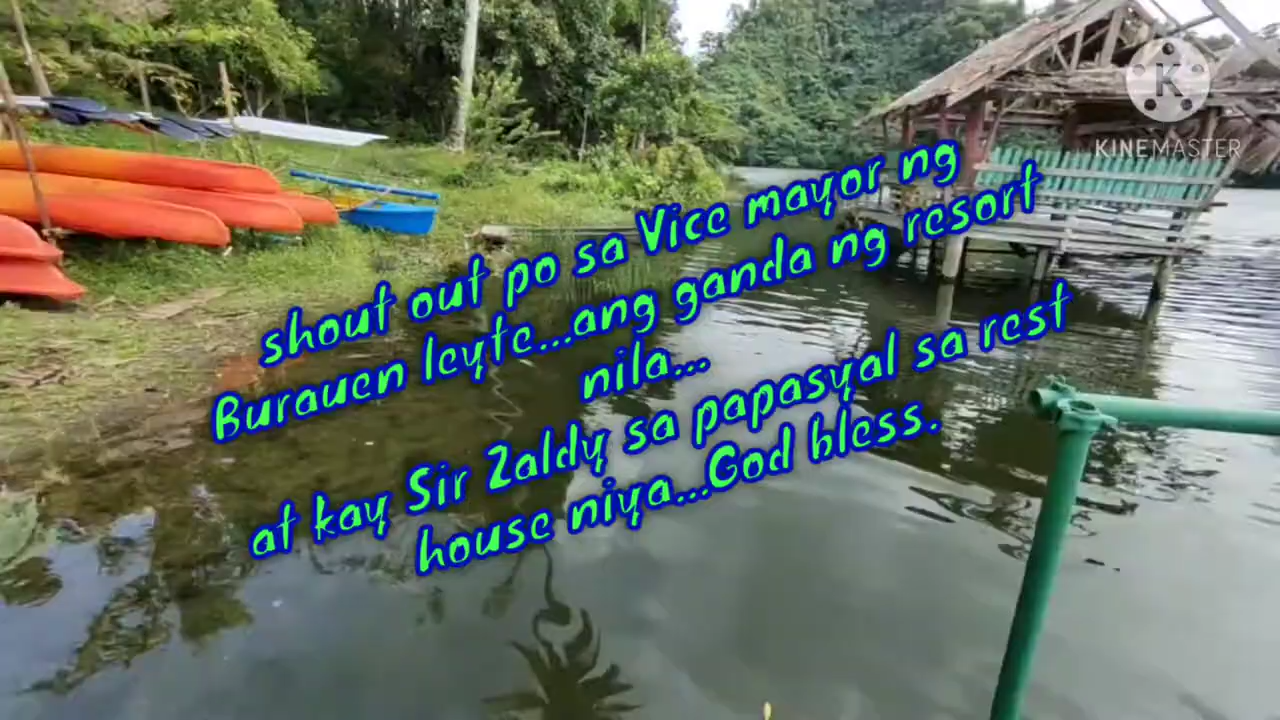 KINEMASTER
shout out po sa Vice mayor ng
Burauen leyte...ang ganda ng resort
nila...
at kay Sir Zaldy sa papasyal sa rest
house niya...God bless.